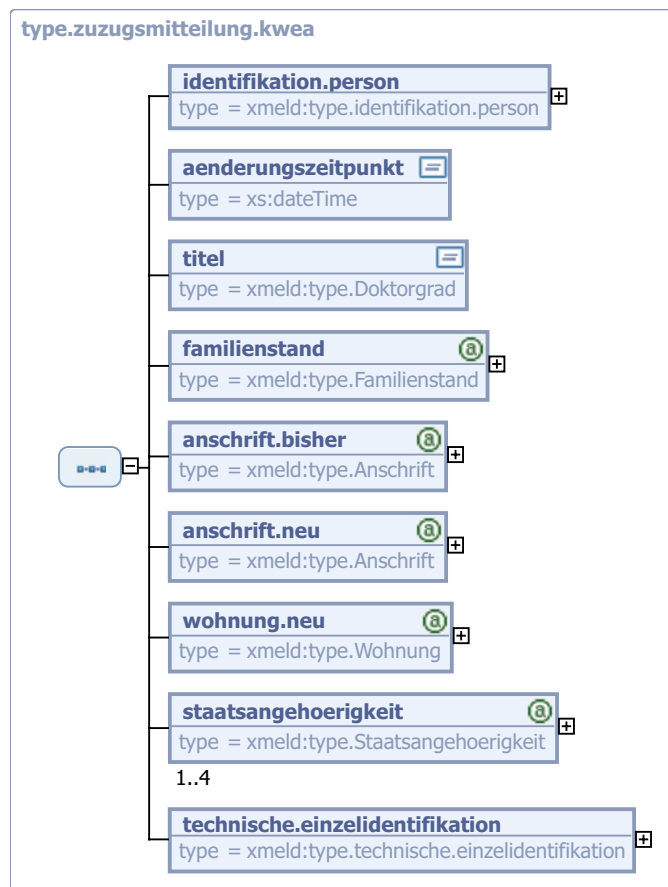 type.zuzugsmitteilung.kwea
identifikation.person
type = xmeld:type.identifikation.person
aenderungszeitpunkt
type = xs:dateTime
titel
type = xmeld:type.Doktorgrad
familienstand
type = xmeld:type.Familienstand
anschrift.bisher
type = xmeld:type.Anschrift
anschrift.neu
type = xmeld:type.Anschrift
wohnung.neu
type = xmeld:type.Wohnung
staatsangehoerigkeit
type = xmeld:type.Staatsangehoerigkeit
1..4
technische.einzelidentifikation
type = xmeld:type.technische.einzelidentifikation